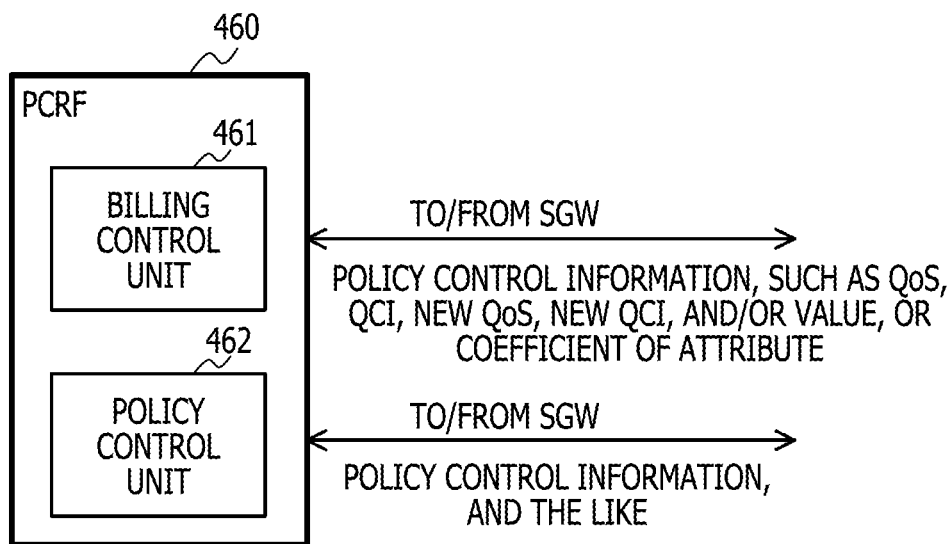 460
PCRF
461
BILLING
CONTROL
UNIT
TO/FROM SGW
POLICY CONTROL INFORMATION, SUCH AS QoS,
QCI, NEW QoS, NEW QCI, AND/OR VALUE, OR
COEFFICIENT OF ATTRIBUTE
462
POLICY
CONTROL
UNIT
TO/FROM SGW
POLICY CONTROL INFORMATION,
AND THE LIKE